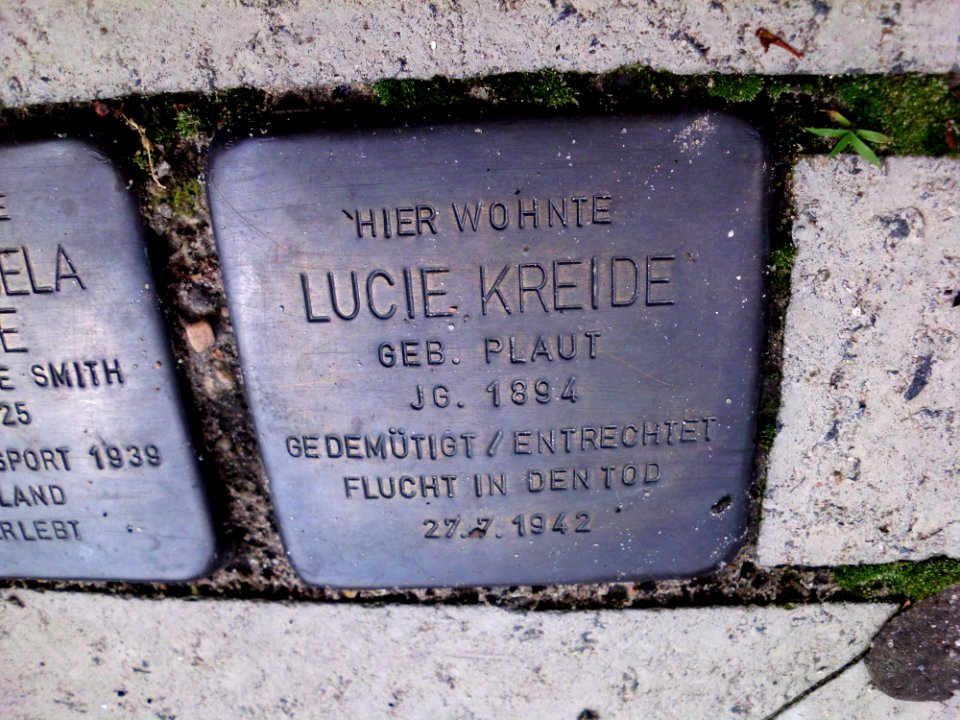 E
ELA
E
E SMITH
25
SPORT 1939
LAND
ERLEBT
HIER WOHNTE
LUCIE KREIDE
GEB. PLAUT
JG. 1894
GEDEMÜTIGT / ENTRECHTET
FLUCHT IN DEN TOD
27.7.1942